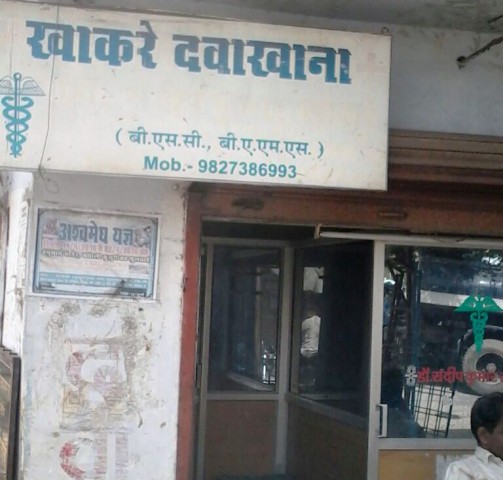 खाकरे दवाखाना
( बी.एस.सी., बी.ए.एम.एस. )
Mob.- 9827386993
अश्वमेघ यज्ञ
डॉ.संदीप कुमार